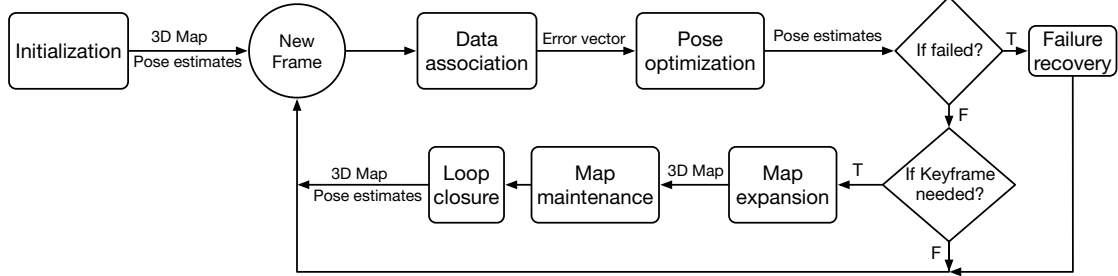 Initialization
3D Map
Pose estimates
New
Frame
Data
association
Error vector
Pose
optimization
Pose estimates
If failed?
T
Failure
recovery
F
If Keyframe
needed?
T
Map
expansion
3D Map
Map
maintenance
Loop
closure
3D Map
Pose estimates
F